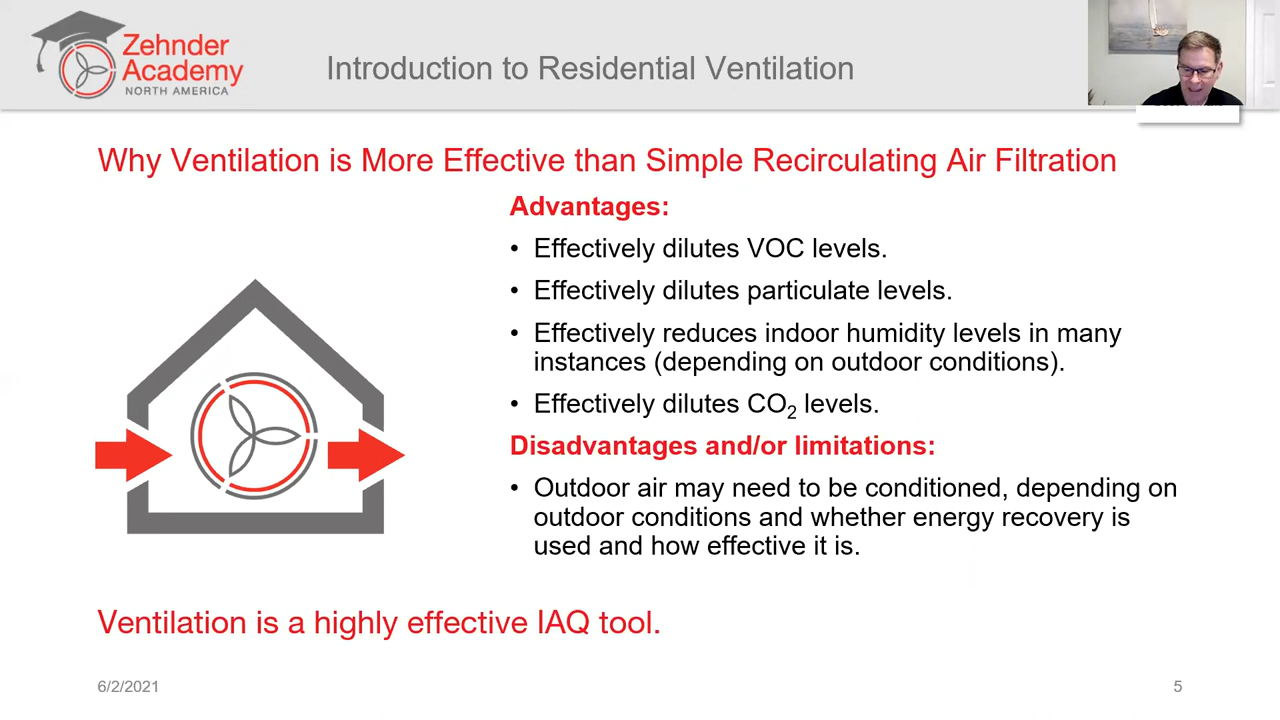 Zehnder
Academy
NORTH AMERICA
Introduction to Residential Ventilation
Why Ventilation is More Effective than Simple Recirculating Air Filtration
Advantages:
• Effectively dilutes VOC levels.
• Effectively dilutes particulate levels.
• Effectively reduces indoor humidity levels in many
instances (depending on outdoor conditions).
• Effectively dilutes CO₂ levels.
Disadvantages and/or limitations:
• Outdoor air may need to be conditioned, depending on
outdoor conditions and whether energy recovery is
used and how effective it is.
Ventilation is a highly effective IAQ tool.
6/2/2021
5